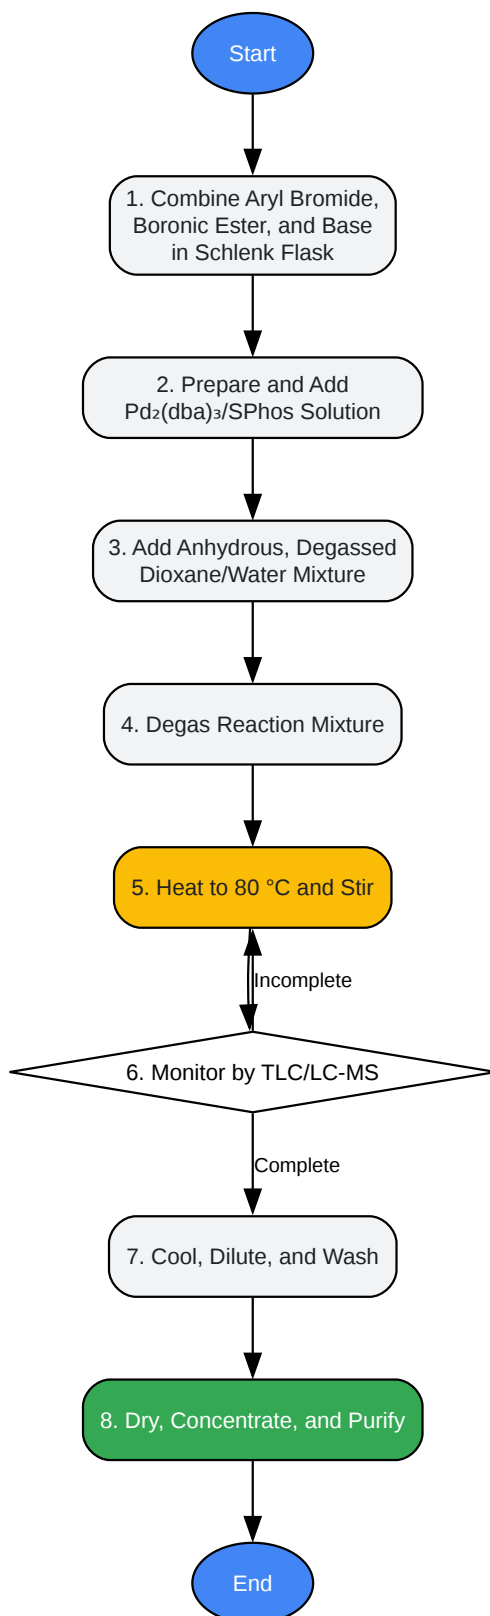 Start
1. Combine Aryl Bromide,
Boronic Ester, and Base
in Schlenk Flask
2. Prepare and Add
Pd₂(dba)₃/SPhos Solution
3. Add Anhydrous, Degassed
Dioxane/Water Mixture
4. Degas Reaction Mixture
5. Heat to 80 °C and Stir
Incomplete
6. Monitor by TLC/LC-MS
Complete
7. Cool, Dilute, and Wash
8. Dry, Concentrate, and Purify
End